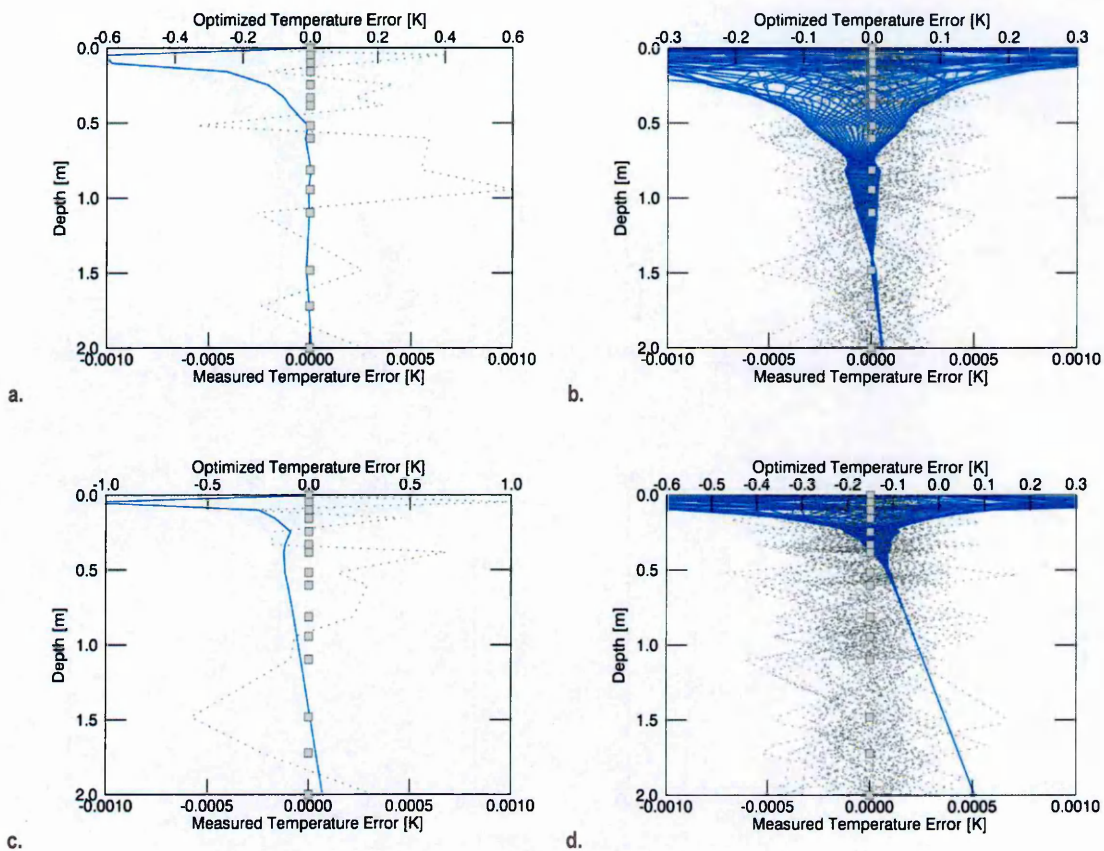 Optimized Temperature Error [K]
-0.6 -0.4 -0.2 0.0 0.2 0.4 0.6
0.0
0.5
1.0
1.5
2.0
Depth [m]
-0.0010 -0.0005 0.0000 0.0005 0.0010
Measured Temperature Error [K]
a.
Optimized Temperature Error [K]
-0.3 -0.2 -0.1 0.0 0.1 0.2 0.3
0.0
0.5
1.0
1.5
2.0
Depth [m]
-0.0010 -0.0005 0.0000 0.0005 0.0010
Measured Temperature Error [K]
b.
Optimized Temperature Error [K]
-1.0 -0.5 0.0 0.5 1.0
0.0
0.5
1.0
1.5
2.0
Depth [m]
-0.0010 -0.0005 0.0000 0.0005 0.0010
Measured Temperature Error [K]
c.
Optimized Temperature Error [K]
-0.6 -0.5 -0.4 -0.3 -0.2 -0.1 0.0 0.1 0.2 0.3
0.0
0.5
1.0
1.5
2.0
Depth [m]
-0.0010 -0.0005 0.0000 0.0005 0.0010
Measured Temperature Error [K]
d.